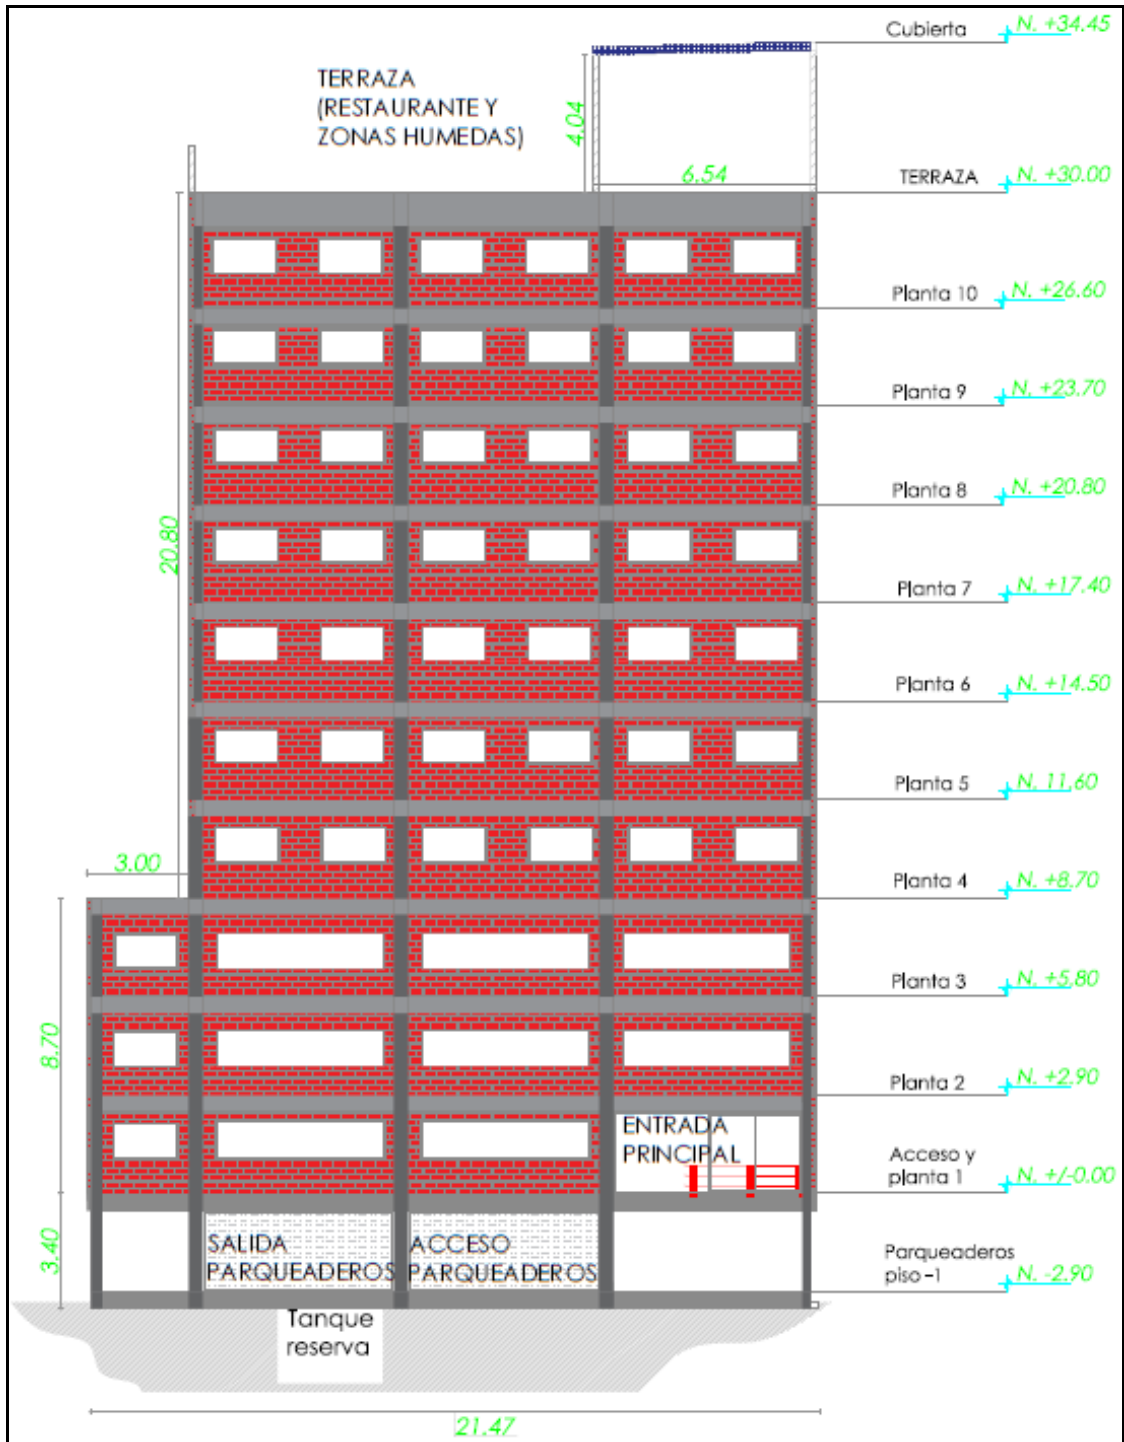 Cubierta N. +34.45
TERRAZA
(RESTAURANTE Y
ZONAS HUMEDAS)
4.04
6.54
TERRAZA N. +30.00
Planta 10 N. +26.60
Planta 9 N. +23.70
Planta 8 N. +20.80
20.80
Planta 7 N. +17.40
Planta 6 N. +14.50
Planta 5 N. 11.60
3.00
Planta 4 N. +8.70
Planta 3 N. +5.80
8.70
Planta 2 N. +2.90
ENTRADA
PRINCIPAL
Acceso y
planta 1 N. +/-0.00
3.40
SALIDA
PARQUEADEROS
ACCESO
PARQUEADEROS
Parqueaderos
piso -1 N. -2.90
Tanque
reserva
21.47